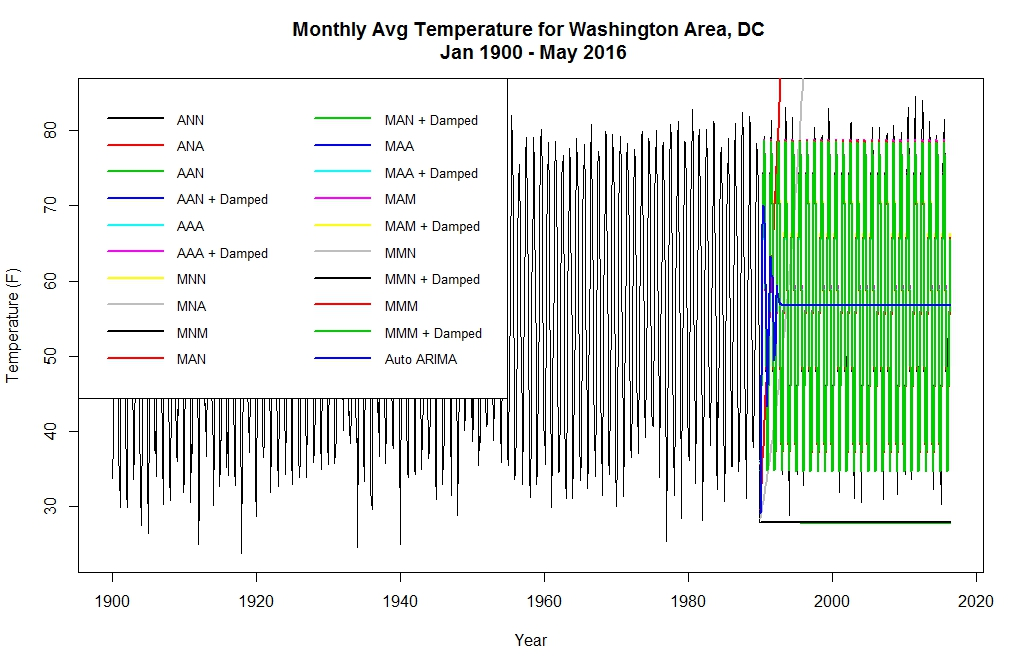 Monthly Avg Temperature for Washington Area, DC
Jan 1900 - May 2016
Temperature (F)
80
70
60
50
40
30
ANN
ANA
AAN
AAN + Damped
AAA
AAA + Damped
MNN
MNA
MNM
MAN
MAN + Damped
MAA
MAA + Damped
MAM
MAM + Damped
MMN
MMN + Damped
MMM
MMM + Damped
Auto ARIMA
1900 1920 1940 1960 1980 2000 2020
Year